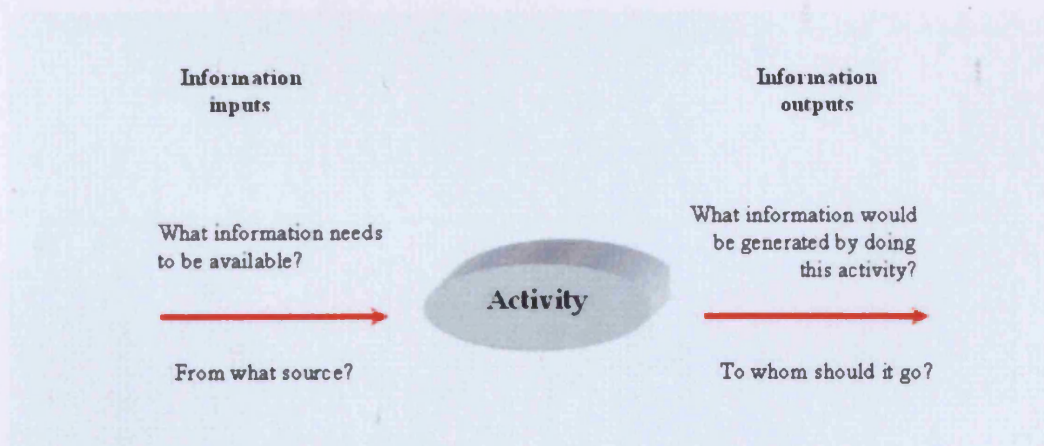 Information
inputs
Information
outputs
What information needs
to be available?
What information would
be generated by doing
this activity?
Activity
From what source?
To whom should it go?